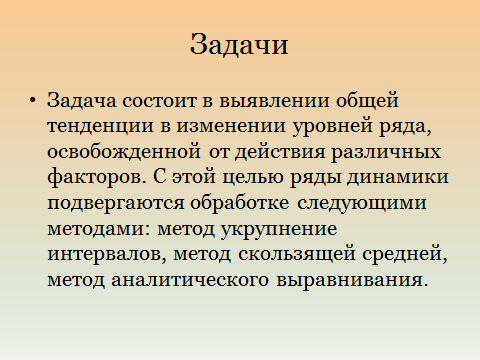 Задачи
• Задача состоит в выявлении общей
тенденции в изменении уровней ряда,
освобожденной от действия различных
факторов. С этой целью ряды динамики
подвергаются обработке следующими
методами: метод укрупнение
интервалов, метод скользящей средней,
метод аналитического выравнивания.